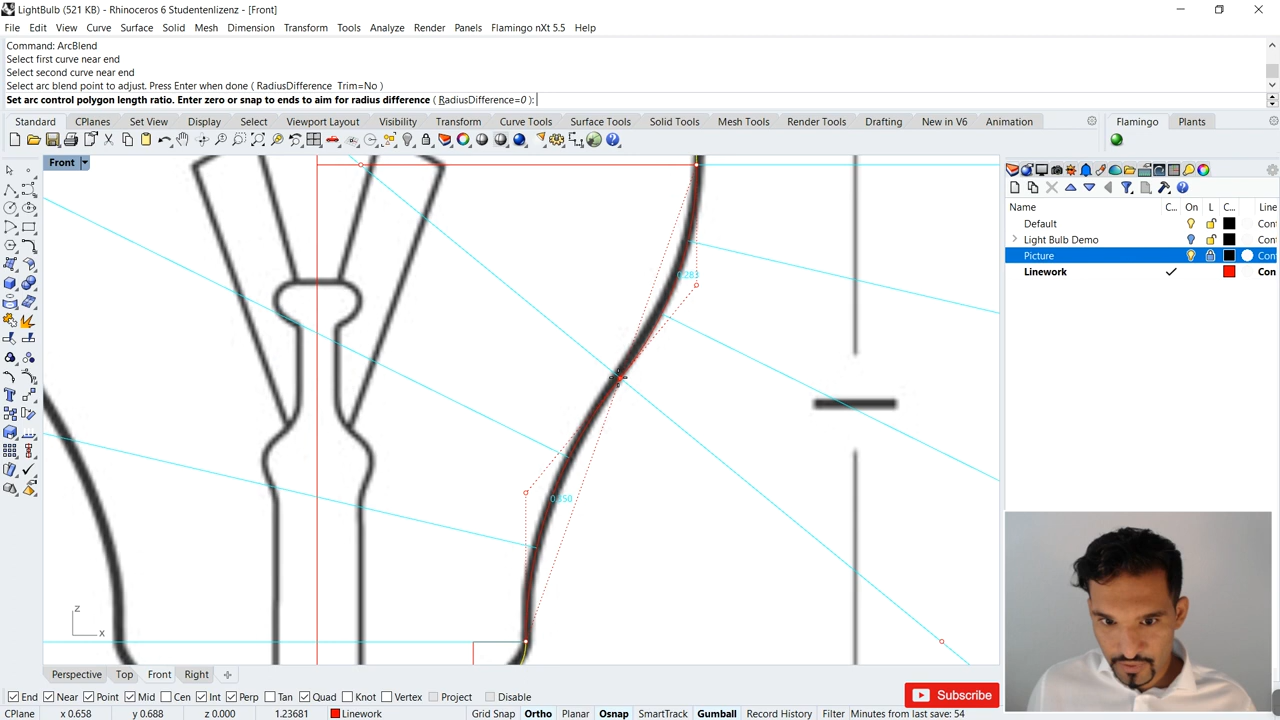 LightBulb (521 KB) - Rhinoceros 6 Studentenlizenz - [Front]
File Edit View Curve Surface Solid Mesh Dimension Transform Tools Analyze Render Panels Flamingo nXt 5.5 Help
Command: ArcBlend
Select first curve near end
Select second curve near end
Select arc blend point to adjust. Press Enter when done ( RadiusDifference Trim=No )
Set arc control polygon length ratio. Enter zero or snap to ends to aim for radius difference ( RadiusDifference=0 ):
Standard CPlanes Set View Display Select Viewport Layout Visibility Transform Curve Tools Surface Tools Solid Tools Mesh Tools Render Tools Drafting New in V6 Animation Flamingo Plants
Front
Name C... On L C... Line
Default Cont
Light Bulb Demo Cont
Picture Cont
Linework Con
z
x
Perspective Top Front Right
End Near Point Mid Cen Int Perp Tan Quad Knot Vertex Project Disable
Subscribe
CPlane x 0.658 y 0.688 z 0.000 1.23681 Linework Grid Snap Ortho Planar Osnap SmartTrack Gumball Record History Filter Minutes from last save: 54